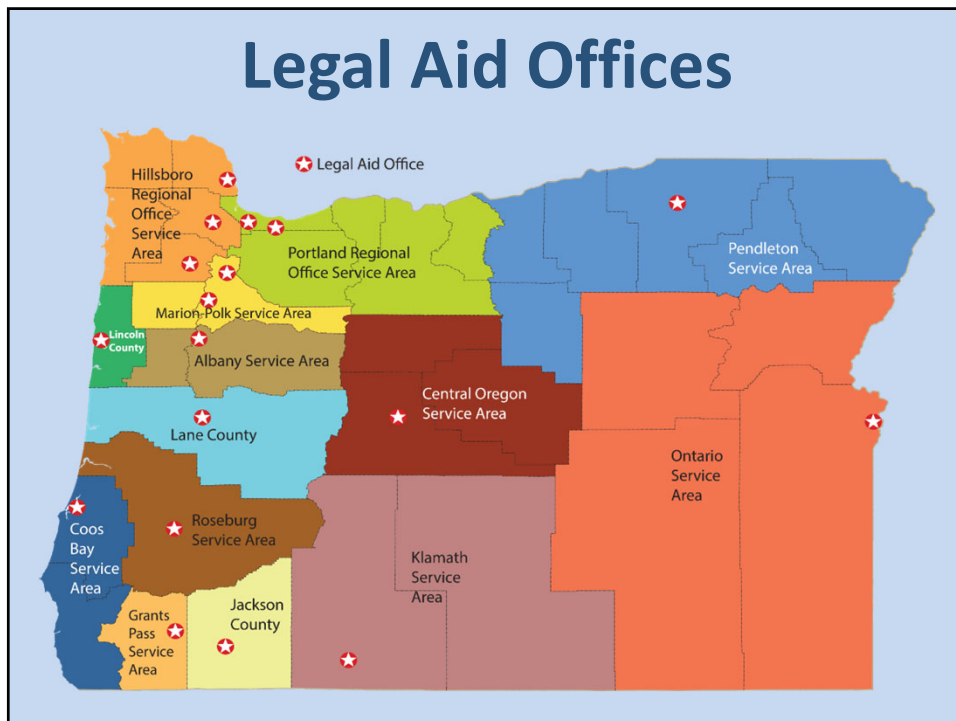 Legal Aid Offices
Legal Aid Office
Hillsboro
Regional
Office
Service
Area
Portland Regional
Office Service Area
Pendleton
Service Area
Marion-Polk Service Area
Lincoln
County
Albany Service Area
Central Oregon
Service Area
Lane County
Ontario
Service
Area
Roseburg
Service Area
Coos
Bay
Service
Area
Klamath
Service
Area
Grants
Pass
Service
Area
Jackson
County